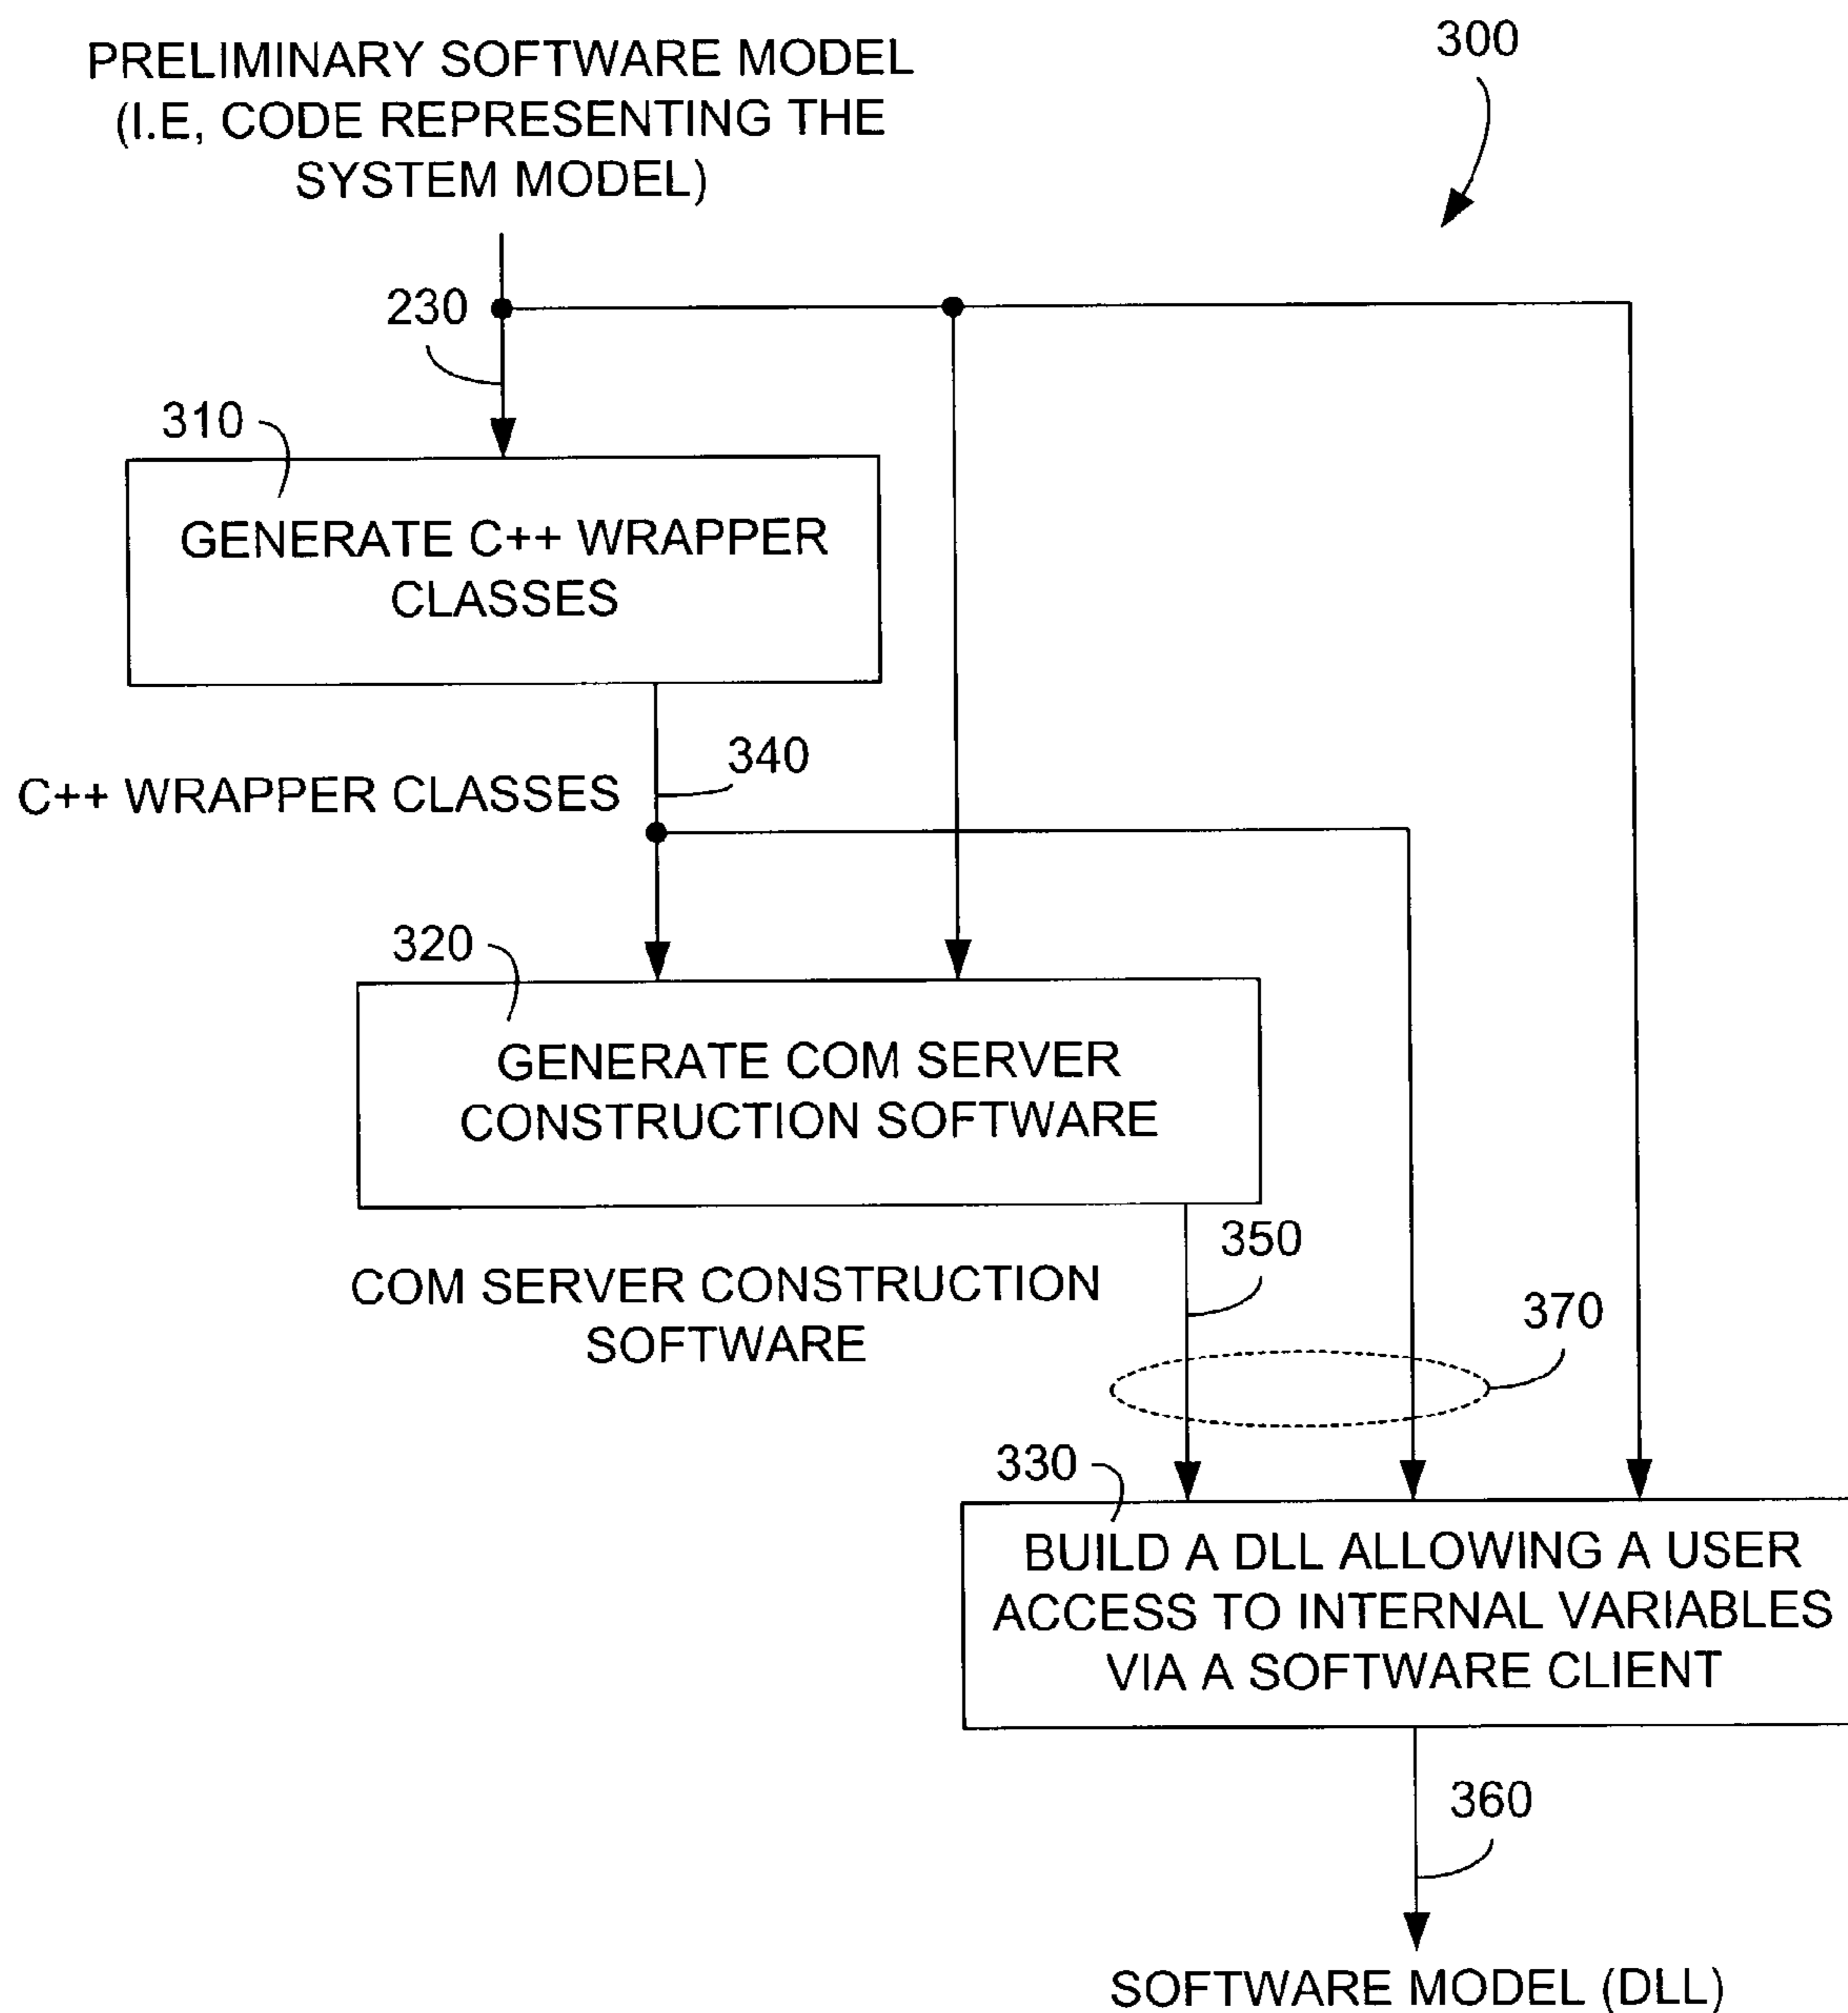 PRELIMINARY SOFTWARE MODEL
(I.E, CODE REPRESENTING THE
SYSTEM MODEL)
300
230
310
GENERATE C++ WRAPPER
CLASSES
340
C++ WRAPPER CLASSES
320
GENERATE COM SERVER
CONSTRUCTION SOFTWARE
350
COM SERVER CONSTRUCTION
SOFTWARE
370
330
BUILD A DLL ALLOWING A USER
ACCESS TO INTERNAL VARIABLES
VIA A SOFTWARE CLIENT
360
SOFTWARE MODEL (DLL)